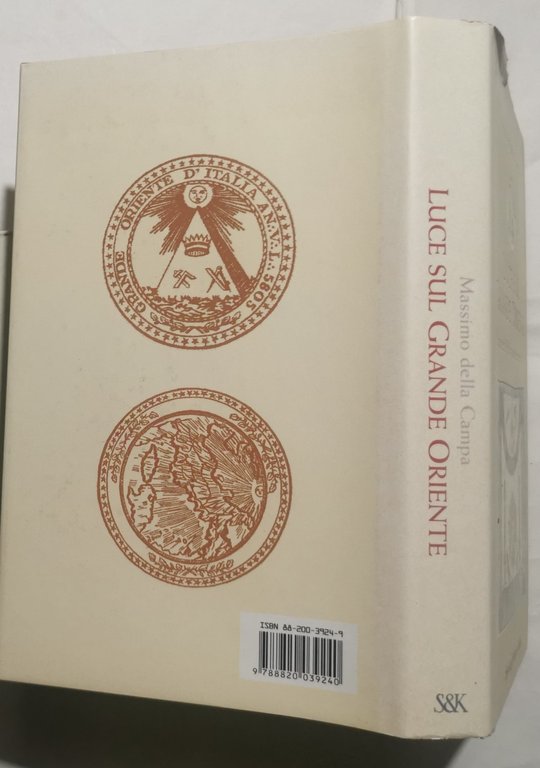 GRANDE ORIENTE D'ITALIA AN.·.V.·.L.·. 5805
ISBN 88-200-3924-9
9 788820 039240
Massimo della Campa
LUCE SUL GRANDE ORIENTE
S&K